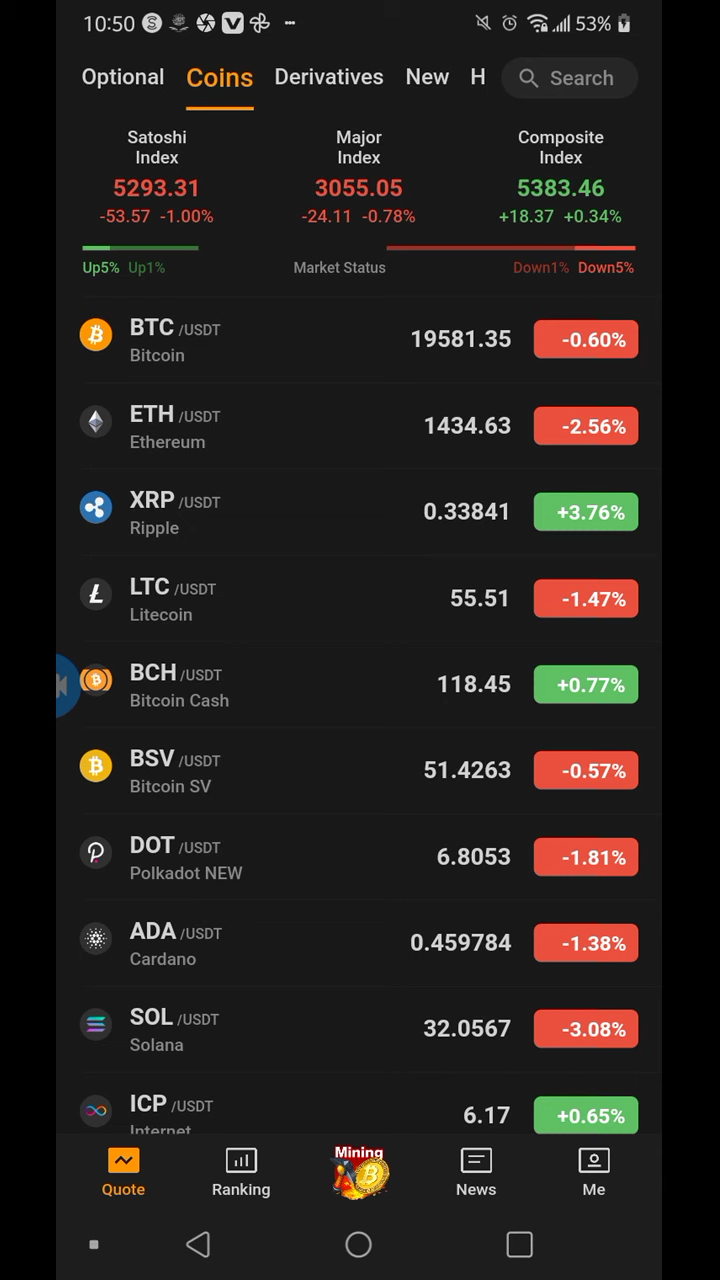 10:50 53%
Optional Coins Derivatives New H Search
Satoshi Index Major Index Composite Index
5293.31 3055.05 5383.46
-53.57 -1.00% -24.11 -0.78% +18.37 +0.34%
Up5% Up1% Market Status Down1% Down5%
BTC /USDT 19581.35 -0.60%
Bitcoin
ETH /USDT 1434.63 -2.56%
Ethereum
XRP /USDT 0.33841 +3.76%
Ripple
LTC /USDT 55.51 -1.47%
Litecoin
BCH /USDT 118.45 +0.77%
Bitcoin Cash
BSV /USDT 51.4263 -0.57%
Bitcoin SV
DOT /USDT 6.8053 -1.81%
Polkadot NEW
ADA /USDT 0.459784 -1.38%
Cardano
SOL /USDT 32.0567 -3.08%
Solana
ICP /USDT 6.17 +0.65%
Internet
Mining
Quote Ranking News Me